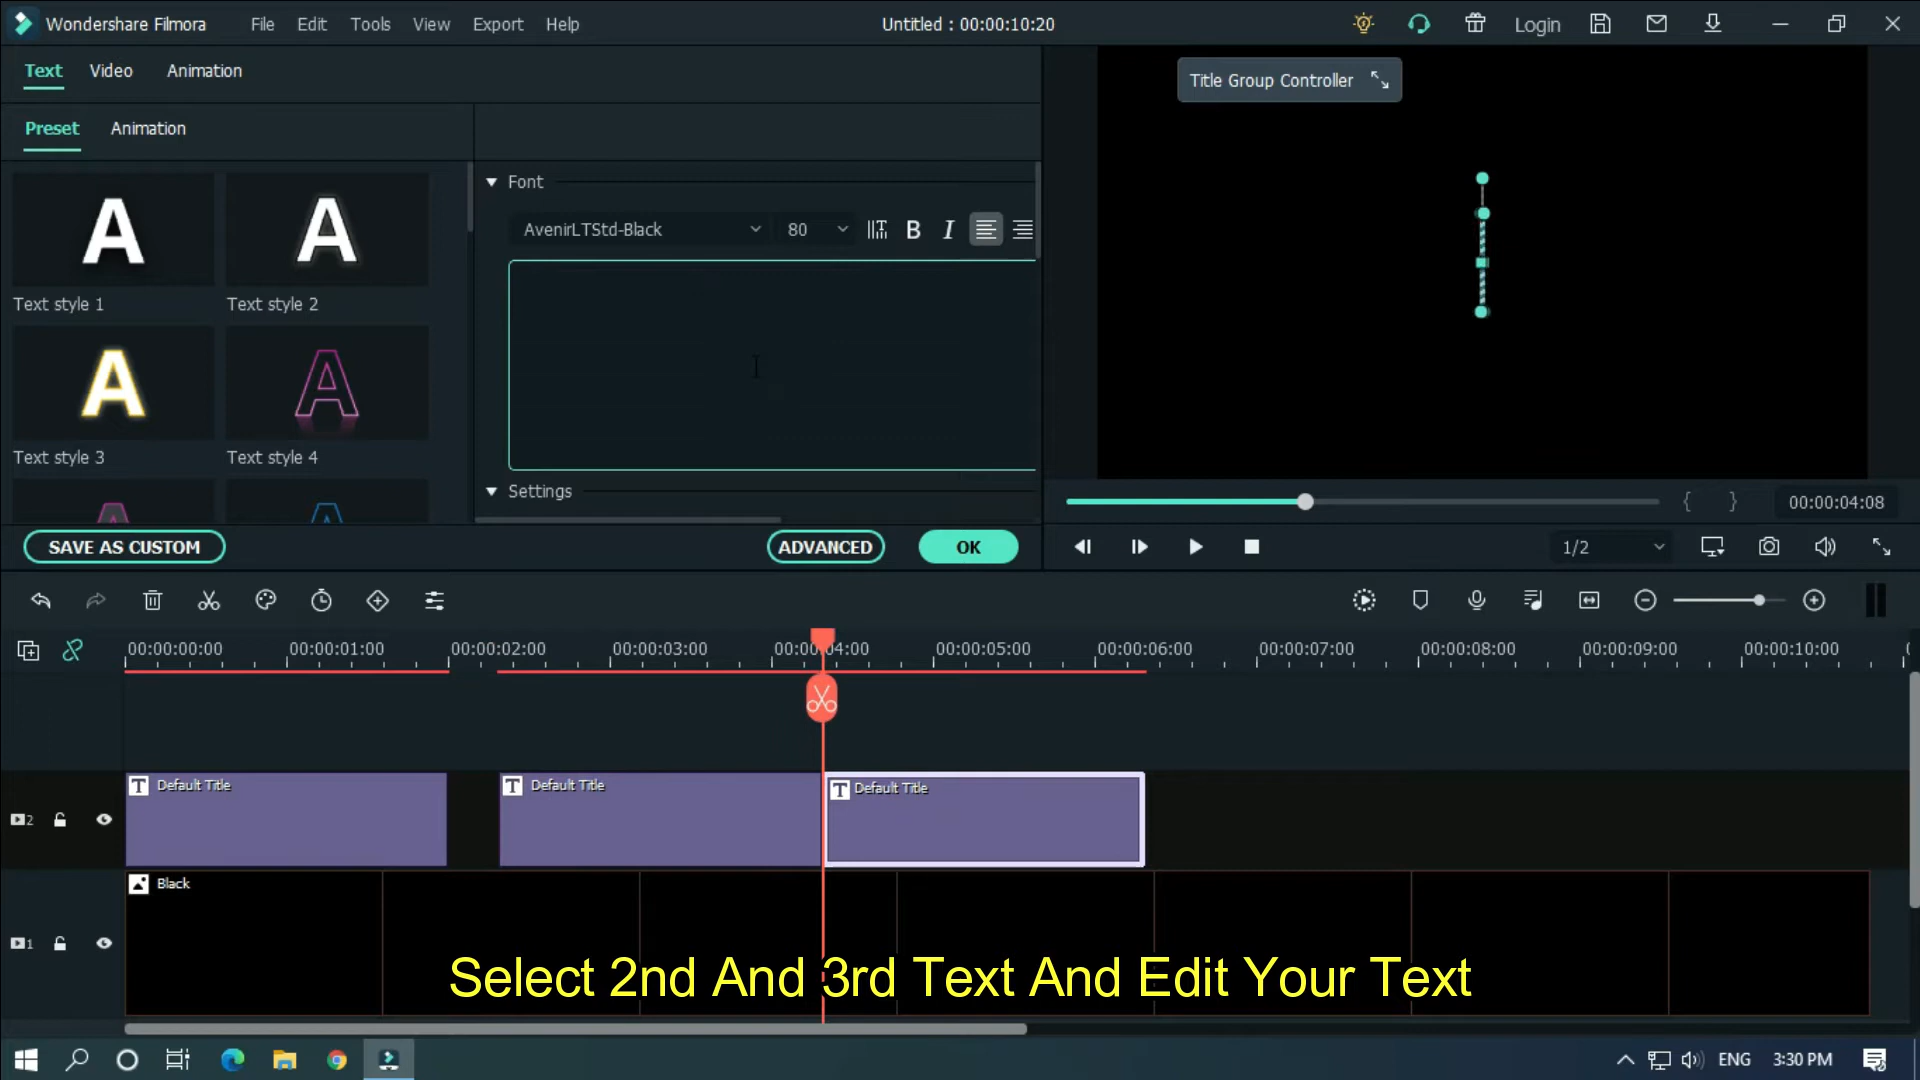 Wondershare Filmora File Edit Tools View Export Help Untitled : 00:00:10:20 Login
Text Video Animation
Title Group Controller
Preset Animation
Font
AvenirLTStd-Black 80 B I
A A
Text style 1 Text style 2
A A
Text style 3 Text style 4
Settings
{ } 00:00:04:08
SAVE AS CUSTOM ADVANCED OK 1/2
00:00:00:00 00:00:01:00 00:00:02:00 00:00:03:00 00:00:04:00 00:00:05:00 00:00:06:00 00:00:07:00 00:00:08:00 00:00:09:00 00:00:10:00
T Default Title T Default Title T Default Title
2
Black
1
Select 2nd And 3rd Text And Edit Your Text
ENG 3:30 PM